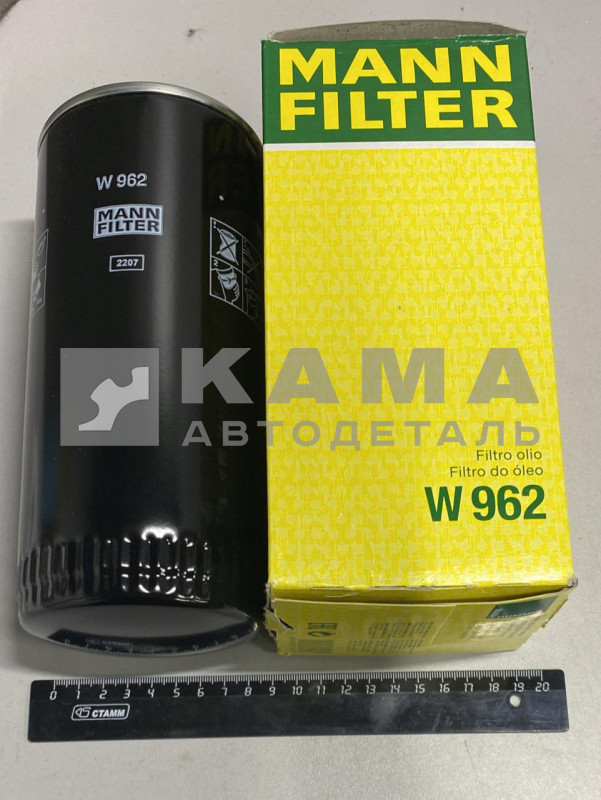 MANN
FILTER
W 962
MANN
FILTER
2207
КАМА
АВТОДЕТАЛЬ
Filtro olio
Filtro do óleo
W 962
0 1 2 3 4 5 6 7 8 9 10 11 12 13 14 15 16 17 18 19 20
СТАММ